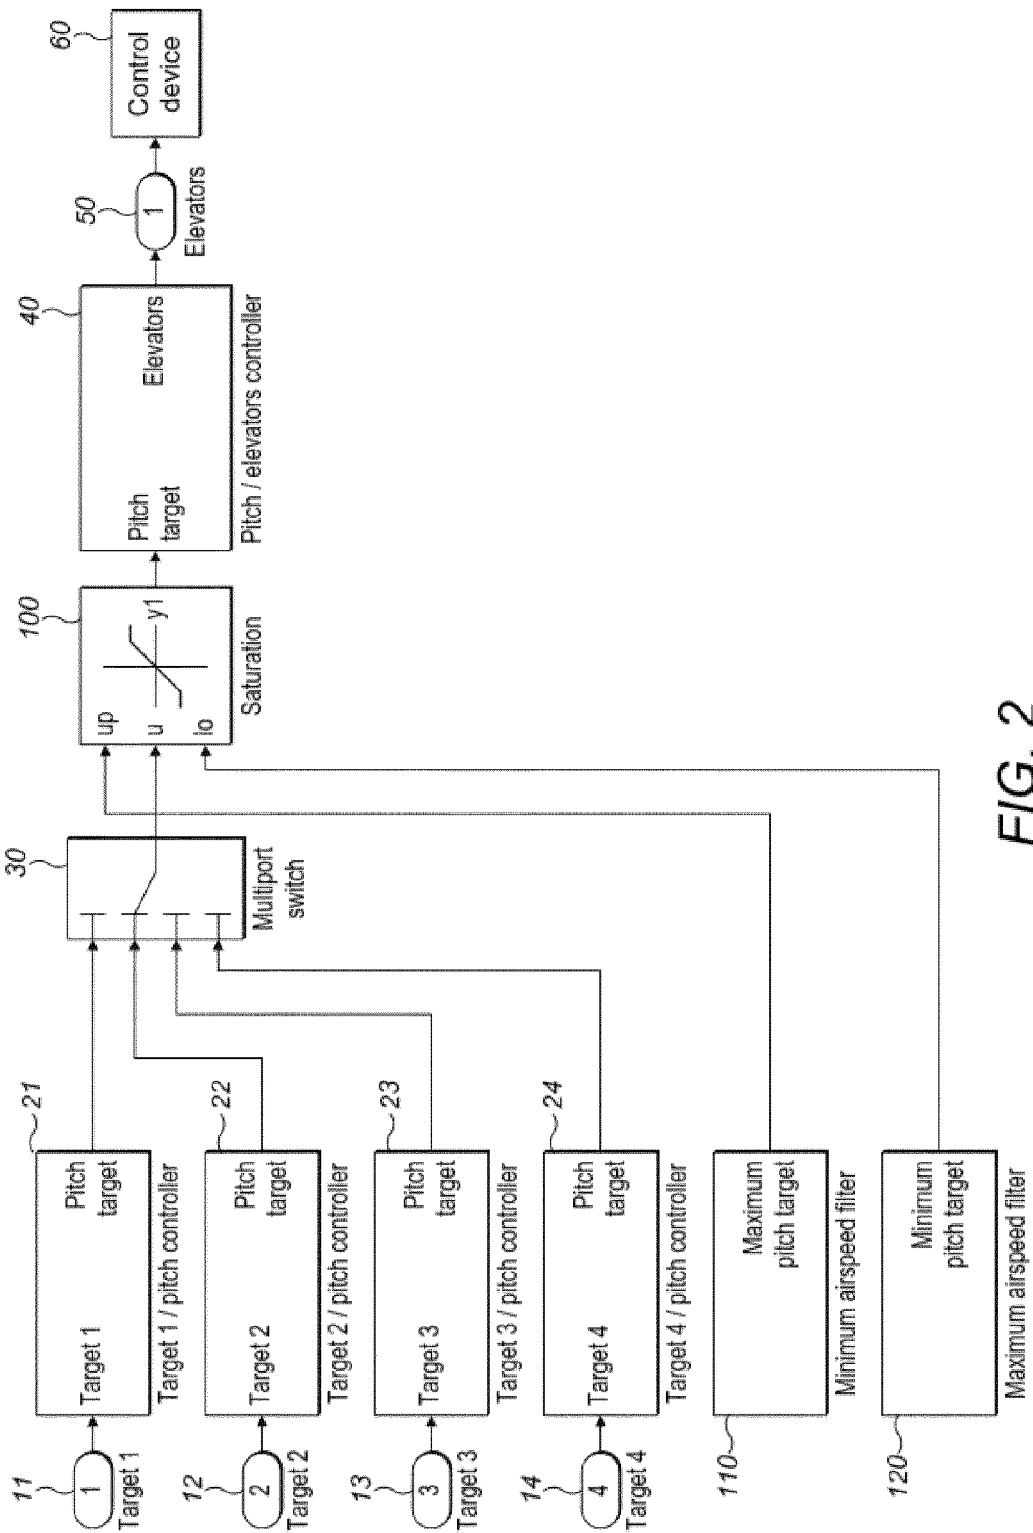 11
1
Target 1
21
Target 1
Pitch
target
Target 1 / pitch controller
12
2
Target 2
22
Target 2
Pitch
target
Target 2 / pitch controller
13
3
Target 3
23
Target 3
Pitch
target
Target 3 / pitch controller
14
4
Target 4
24
Target 4
Pitch
target
Target 4 / pitch controller
110
Maximum
pitch target
Minimum airspeed filter
120
Minimum
pitch target
Maximum airspeed filter
30
Multiport
switch
100
up
u
lo
y1
Saturation
40
Pitch
target
Elevators
Pitch / elevators controller
50
1
Elevators
60
Control
device
FIG. 2